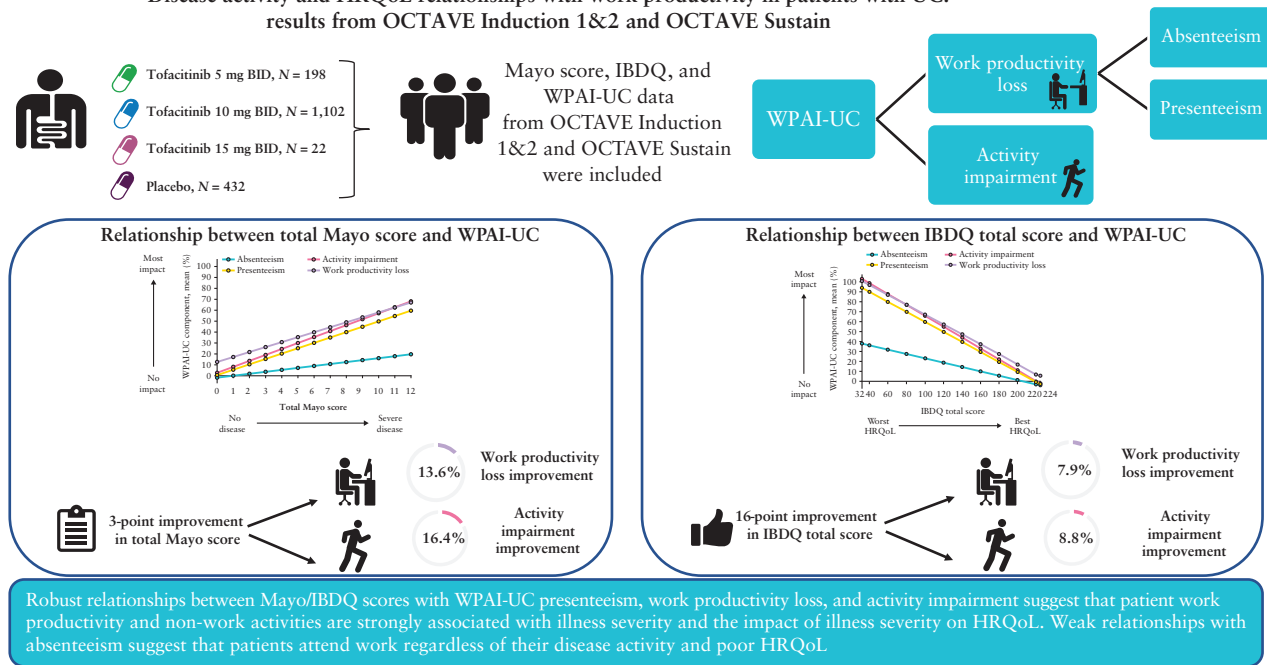 Disease activity and HRQoL relationships with work productivity in patients with UC:
results from OCTAVE Induction 1&2 and OCTAVE Sustain
Tofacitinib 5 mg BID, N = 198
Tofacitinib 10 mg BID, N = 1,102
Tofacitinib 15 mg BID, N = 22
Placebo, N = 432
Mayo score, IBDQ, and
WPAI-UC data
from OCTAVE Induction
1&2 and OCTAVE Sustain
were included
WPAI-UC
Work productivity
loss
Activity
impairment
Absenteeism
Presenteeism
Relationship between total Mayo score and WPAI-UC
Most
impact
No
impact
WPAI-UC component, mean (%)
Absenteeism
Activity impairment
Presenteeism
Work productivity loss
100
90
80
70
60
50
40
30
20
10
0
0 1 2 3 4 5 6 7 8 9 10 11 12
Total Mayo score
No
disease
Severe
disease
3-point improvement
in total Mayo score
13.6%
Work productivity
loss improvement
16.4%
Activity
impairment
improvement
Relationship between IBDQ total score and WPAI-UC
Most
impact
No
impact
WPAI-UC component, mean (%)
Absenteeism
Activity impairment
Presenteeism
Work productivity loss
100
90
80
70
60
50
40
30
20
10
0
32 40 60 80 100 120 140 160 180 200 220 224
IBDQ total score
Worst
HRQoL
Best
HRQoL
16-point improvement
in IBDQ total score
7.9%
Work productivity
loss improvement
8.8%
Activity
impairment
improvement
Robust relationships between Mayo/IBDQ scores with WPAI-UC presenteeism, work productivity loss, and activity impairment suggest that patient work
productivity and non-work activities are strongly associated with illness severity and the impact of illness severity on HRQoL. Weak relationships with
absenteeism suggest that patients attend work regardless of their disease activity and poor HRQoL